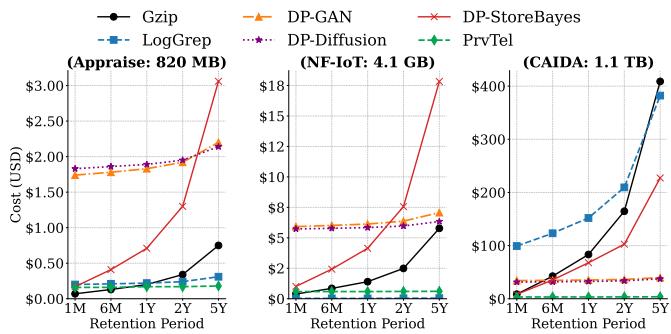 Gzip DP-GAN DP-StoreBayes
LogGrep DP-Diffusion PrvTel
(Appraise: 820 MB) (NF-IoT: 4.1 GB) (CAIDA: 1.1 TB)
Cost (USD)
$3.00
$2.50
$2.00
$1.50
$1.00
$0.50
$0.00
1M 6M 1Y 2Y 5Y
Retention Period
$18
$15
$12
$10
$8
$5
$2
$0
1M 6M 1Y 2Y 5Y
Retention Period
$400
$300
$200
$100
$0
1M 6M 1Y 2Y 5Y
Retention Period